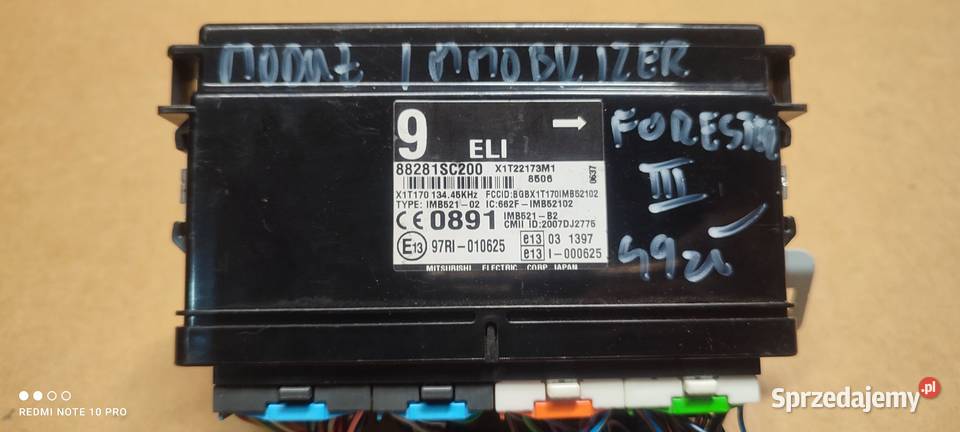 MODUŁ IMMOBILIZER
FORESTER
III
49zł
9 ELI
88281SC200 X1T22173M1
8506
0637
X1T170 134.45KHz FCCID:BGBX1T170IMB52102
TYPE: IMB521-02 IC:662F-IMB52102
CE 0891 IMB521-B2
CMII ID:2007DJ2775
E13 97RI-010625 e13 03 1397
e13 I-000625
MITSUBISHI ELECTRIC CORP.JAPAN
REDMI NOTE 10 PRO
Sprzedajemy.pl